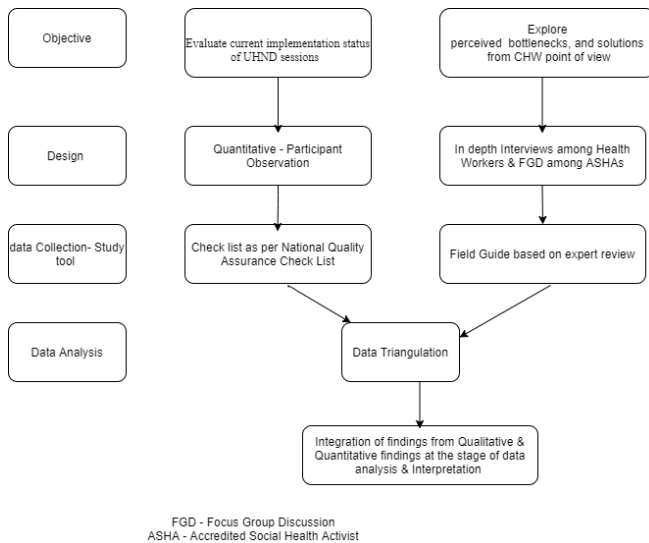 Objective
Evaluate current implementation status
of UHND sessions
Explore
perceived bottlenecks, and solutions
from CHW point of view
Design
Quantitative - Participant
Observation
In depth Interviews among Health
Workers & FGD among ASHAs
data Collection- Study
tool
Check list as per National Quality
Assurance Check List
Field Guide based on expert review
Data Analysis
Data Triangulation
Integration of findings from Qualitative &
Quantitative findings at the stage of data
analysis & Interpretation
FGD - Focus Group Discussion
ASHA - Accredited Social Health Activist